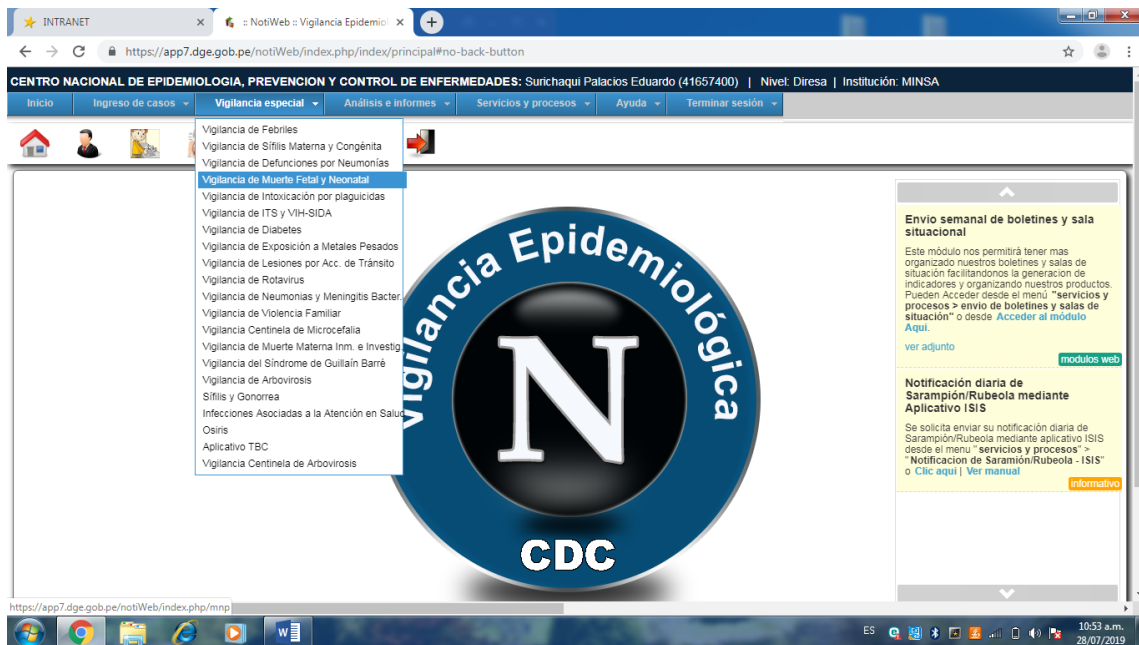 INTRANET
:: NotiWeb :: Vigilancia Epidemiol
https://app7.dge.gob.pe/notiWeb/index.php/index/principal#no-back-button
CENTRO NACIONAL DE EPIDEMIOLOGIA, PREVENCION Y CONTROL DE ENFERMEDADES: Surichaqui Palacios Eduardo (41657400) | Nivel: Diresa | Institución: MINSA
Inicio Ingreso de casos Vigilancia especial Análisis e informes Servicios y procesos Ayuda Terminar sesión
Vigilancia de Febriles
Vigilancia de Sífilis Materna y Congénita
Vigilancia de Defunciones por Neumonías
Vigilancia de Muerte Fetal y Neonatal
Vigilancia de Intoxicación por plaguicidas
Vigilancia de ITS y VIH-SIDA
Vigilancia de Diabetes
Vigilancia de Exposición a Metales Pesados
Vigilancia de Lesiones por Acc. de Tránsito
Vigilancia de Rotavirus
Vigilancia de Neumonias y Meningitis Bacter.
Vigilancia de Violencia Familiar
Vigilancia Centinela de Microcefalia
Vigilancia de Muerte Materna Inm. e Investig.
Vigilancia del Síndrome de Guillaín Barrè
Vigilancia de Arbovirosis
Sífilis y Gonorrea
Infecciones Asociadas a la Atención en Salud
Osiris
Aplicativo TBC
Vigilancia Centinela de Arbovirosis
Vigilancia Epidemiológica
N
CDC
Envio semanal de boletines y sala
situacional
Este módulo nos permitirá tener mas
organizado nuestros boletines y salas de
situación facilitandonos la generacion de
indicadores y organizando nuestros productos.
Pueden Acceder desde el menú "servicios y
procesos > envio de boletines y salas de
situación" o desde Acceder al módulo
Aqui.
ver adjunto
modulos web
Notificación diaria de
Sarampión/Rubeola mediante
Aplicativo ISIS
Se solicita enviar su notificación diaria de
Sarampión/Rubeola mediante aplicativo ISIS
desde el menu "servicios y procesos" >
"Notificacion de Saramión/Rubeola - ISIS"
o Clic aqui | Ver manual
informativo
https://app7.dge.gob.pe/notiWeb/index.php/mnp
ES
10:53 a.m.
28/07/2019